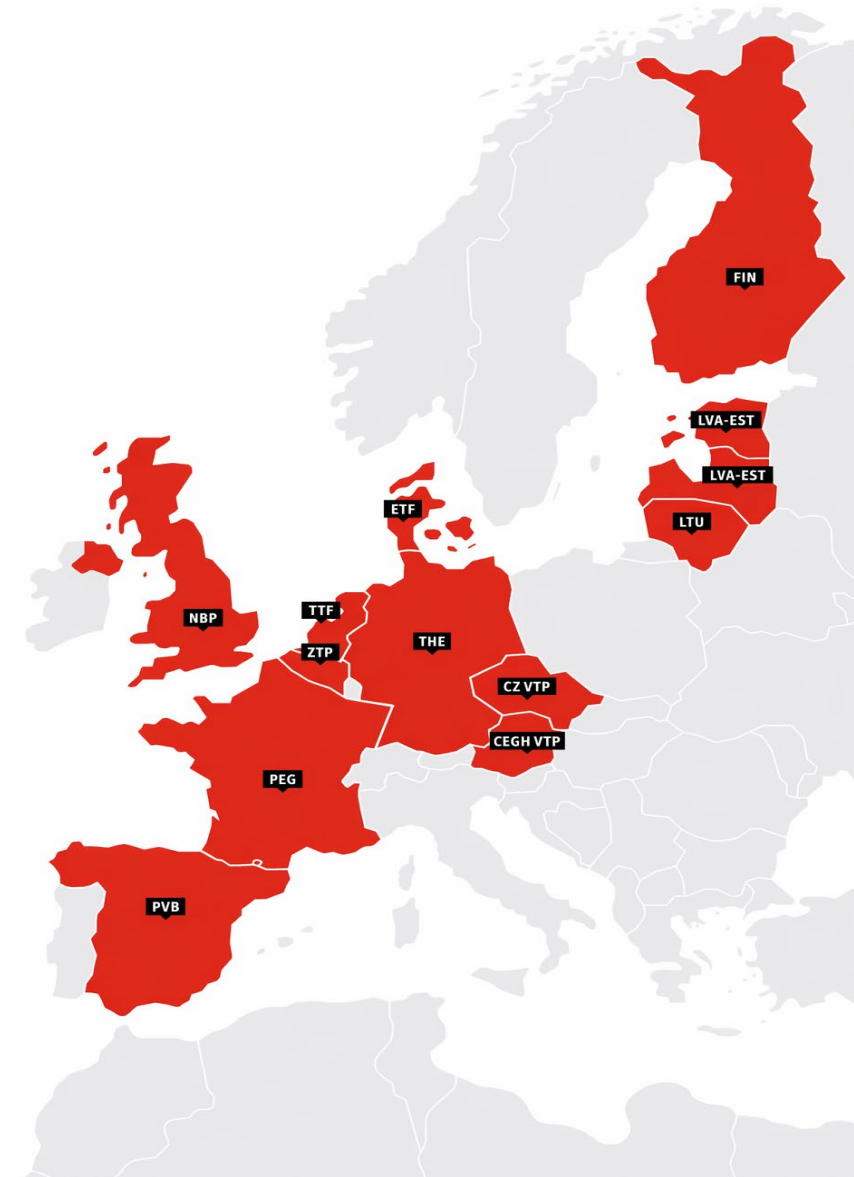 FIN
LVA-EST
LVA-EST
ETF
LTU
TTF
NBP
THE
ZTP
CZ VTP
CEGH VTP
PEG
PVB